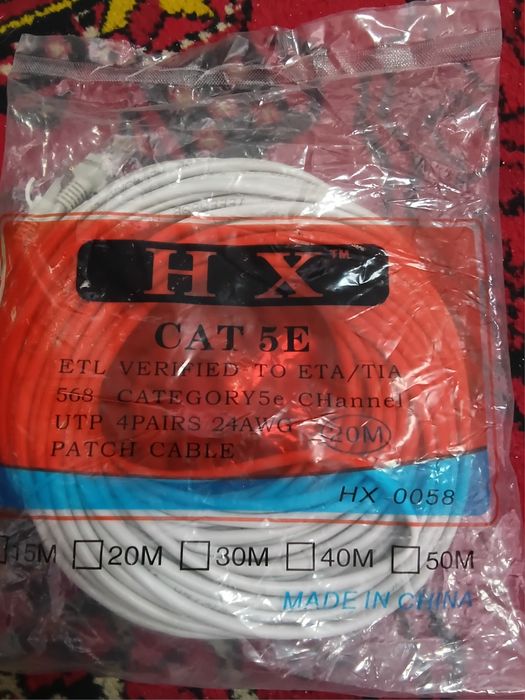 H X ™
CAT 5E
ETL VERIFIED TO ETA/TIA
568 CATEGORY5e CHannel
UTP 4PAIRS 24AWG 20M
PATCH CABLE
HX-0058
15M 20M 30M 40M 50M
MADE IN CHINA